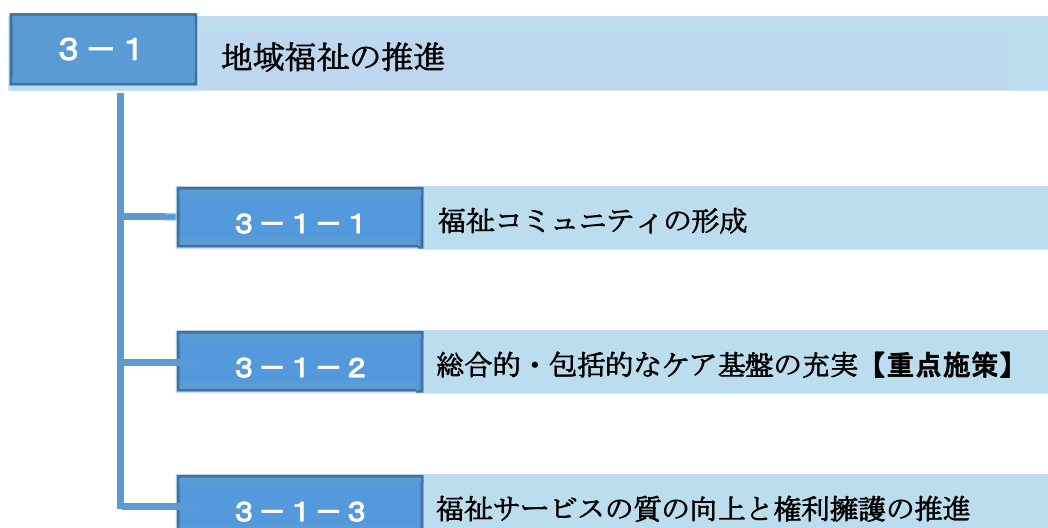 3－1 地域福祉の推進
3－1－1 福祉コミュニティの形成
3－1－2 総合的・包括的なケア基盤の充実【重点施策】
3－1－3 福祉サービスの質の向上と権利擁護の推進